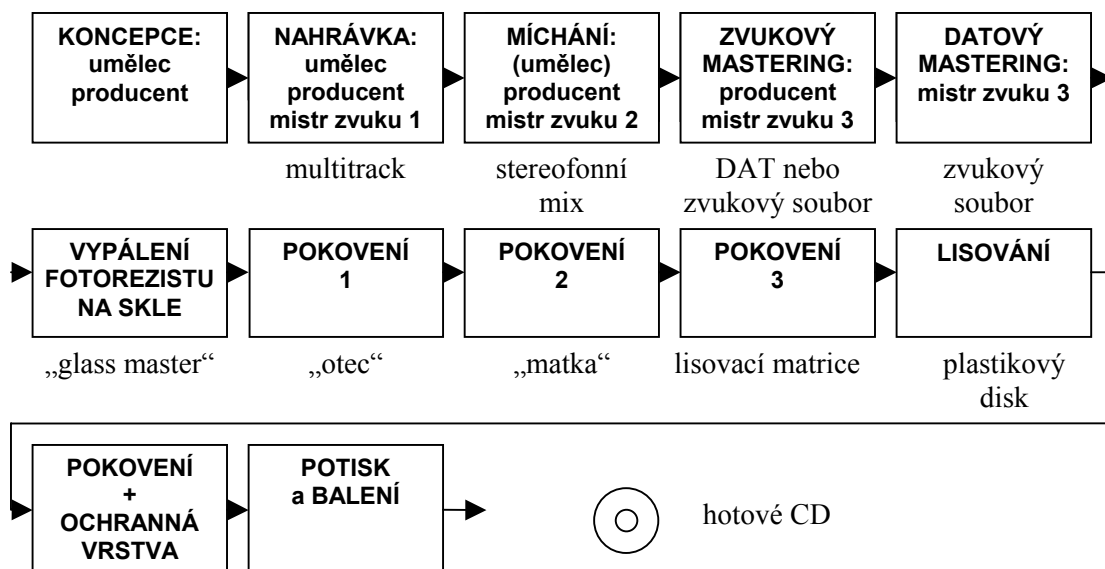 KONCEPCE:
umělec
producent
NAHRÁVKA:
umělec
producent
mistr zvuku 1
MÍCHÁNÍ:
(umělec)
producent
mistr zvuku 2
ZVUKOVÝ
MASTERING:
producent
mistr zvuku 3
DATOVÝ
MASTERING:
mistr zvuku 3
multitrack
stereofonní
mix
DAT nebo
zvukový soubor
zvukový
soubor
VYPÁLENÍ
FOTOREZISTU
NA SKLE
POKOVENÍ
1
POKOVENÍ
2
POKOVENÍ
3
LISOVÁNÍ
„glass master“
„otec“
„matka“
lisovací matrice
plastikový
disk
POKOVENÍ
+
OCHRANNÁ
VRSTVA
POTISK
a BALENÍ
hotové CD